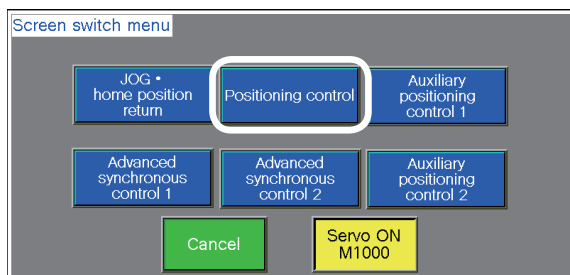 Screen switch menu
JOG •
home position
return
Positioning control
Auxiliary
positioning
control 1
Advanced
synchronous
control 1
Advanced
synchronous
control 2
Auxiliary
positioning
control 2
Cancel
Servo ON
M1000